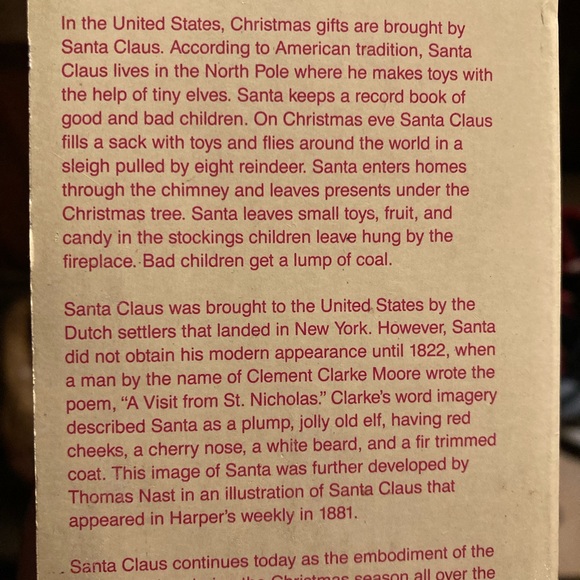 In the United States, Christmas gifts are brought by
Santa Claus. According to American tradition, Santa
Claus lives in the North Pole where he makes toys with
the help of tiny elves. Santa keeps a record book of
good and bad children. On Christmas eve Santa Claus
fills a sack with toys and flies around the world in a
sleigh pulled by eight reindeer. Santa enters homes
through the chimney and leaves presents under the
Christmas tree. Santa leaves small toys, fruit, and
candy in the stockings children leave hung by the
fireplace. Bad children get a lump of coal.
Santa Claus was brought to the United States by the
Dutch settlers that landed in New York. However, Santa
did not obtain his modern appearance until 1822, when
a man by the name of Clement Clarke Moore wrote the
poem, “A Visit from St. Nicholas.” Clarke’s word imagery
described Santa as a plump, jolly old elf, having red
cheeks, a cherry nose, a white beard, and a fir trimmed
coat. This image of Santa was further developed by
Thomas Nast in an illustration of Santa Claus that
appeared in Harper’s weekly in 1881.
Santa Claus continues today as the embodiment of the
the Christmas season all over the